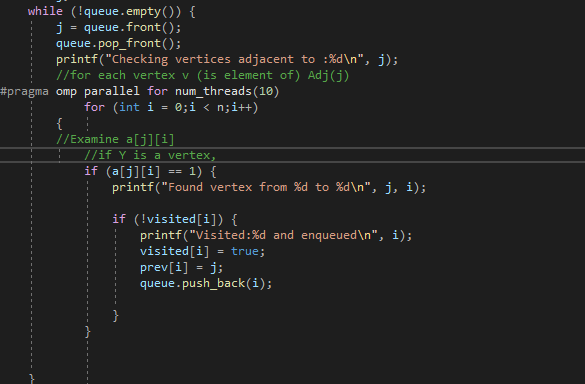 while (!queue.empty()) {
j = queue.front();
queue.pop_front();
printf("Checking vertices adjacent to :%d\n", j);
//for each vertex v (is element of) Adj(j)
#pragma omp parallel for num_threads(10)
for (int i = 0;i < n;i++)
{
//Examine a[j][i]
//if Y is a vertex,
if (a[j][i] == 1) {
printf("Found vertex from %d to %d\n", j, i);
if (!visited[i]) {
printf("Visited:%d and enqueued\n", i);
visited[i] = true;
prev[i] = j;
queue.push_back(i);
}
}
}